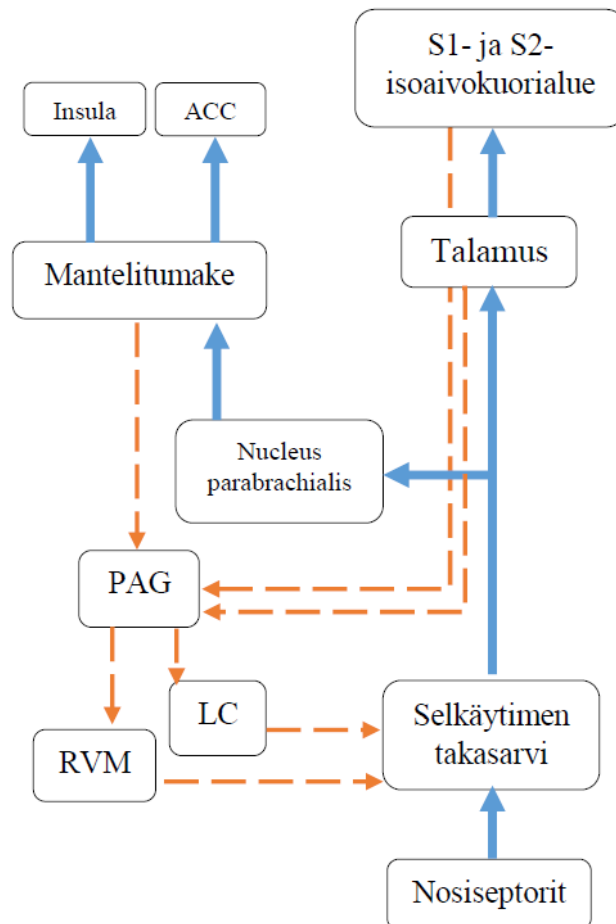 S1- ja S2-
isoaivokuorialue
Insula
ACC
Mantelitumake
Talamus
Nucleus
parabrachialis
PAG
LC
RVM
Selkäytimen
takasarvi
Nosiseptorit